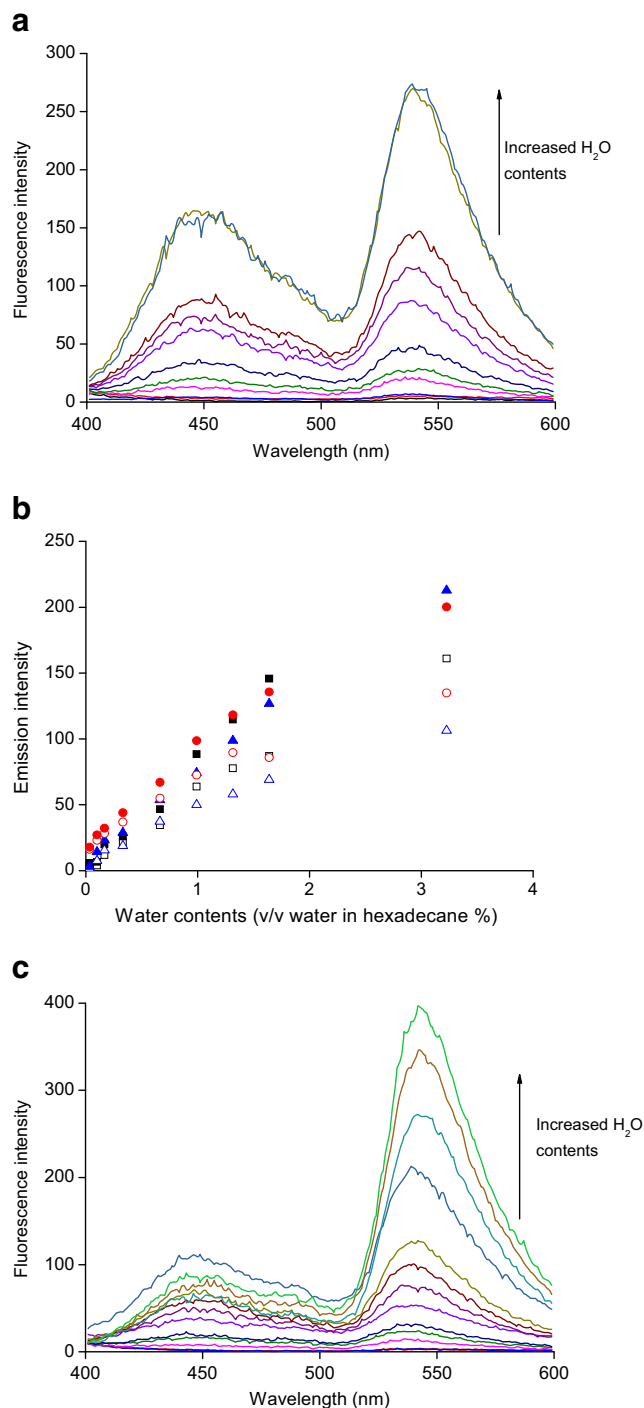 a
300
250
200
150
100
50
0
Fluorescence intensity
Increased H₂O
contents
400 450 500 550 600
Wavelength (nm)
b
250
200
150
100
50
0
Emission intensity
0 1 2 3 4
Water contents (v/v water in hexadecane %)
c
400
300
200
100
0
Fluorescence intensity
Increased H₂O
contents
400 450 500 550 600
Wavelength (nm)